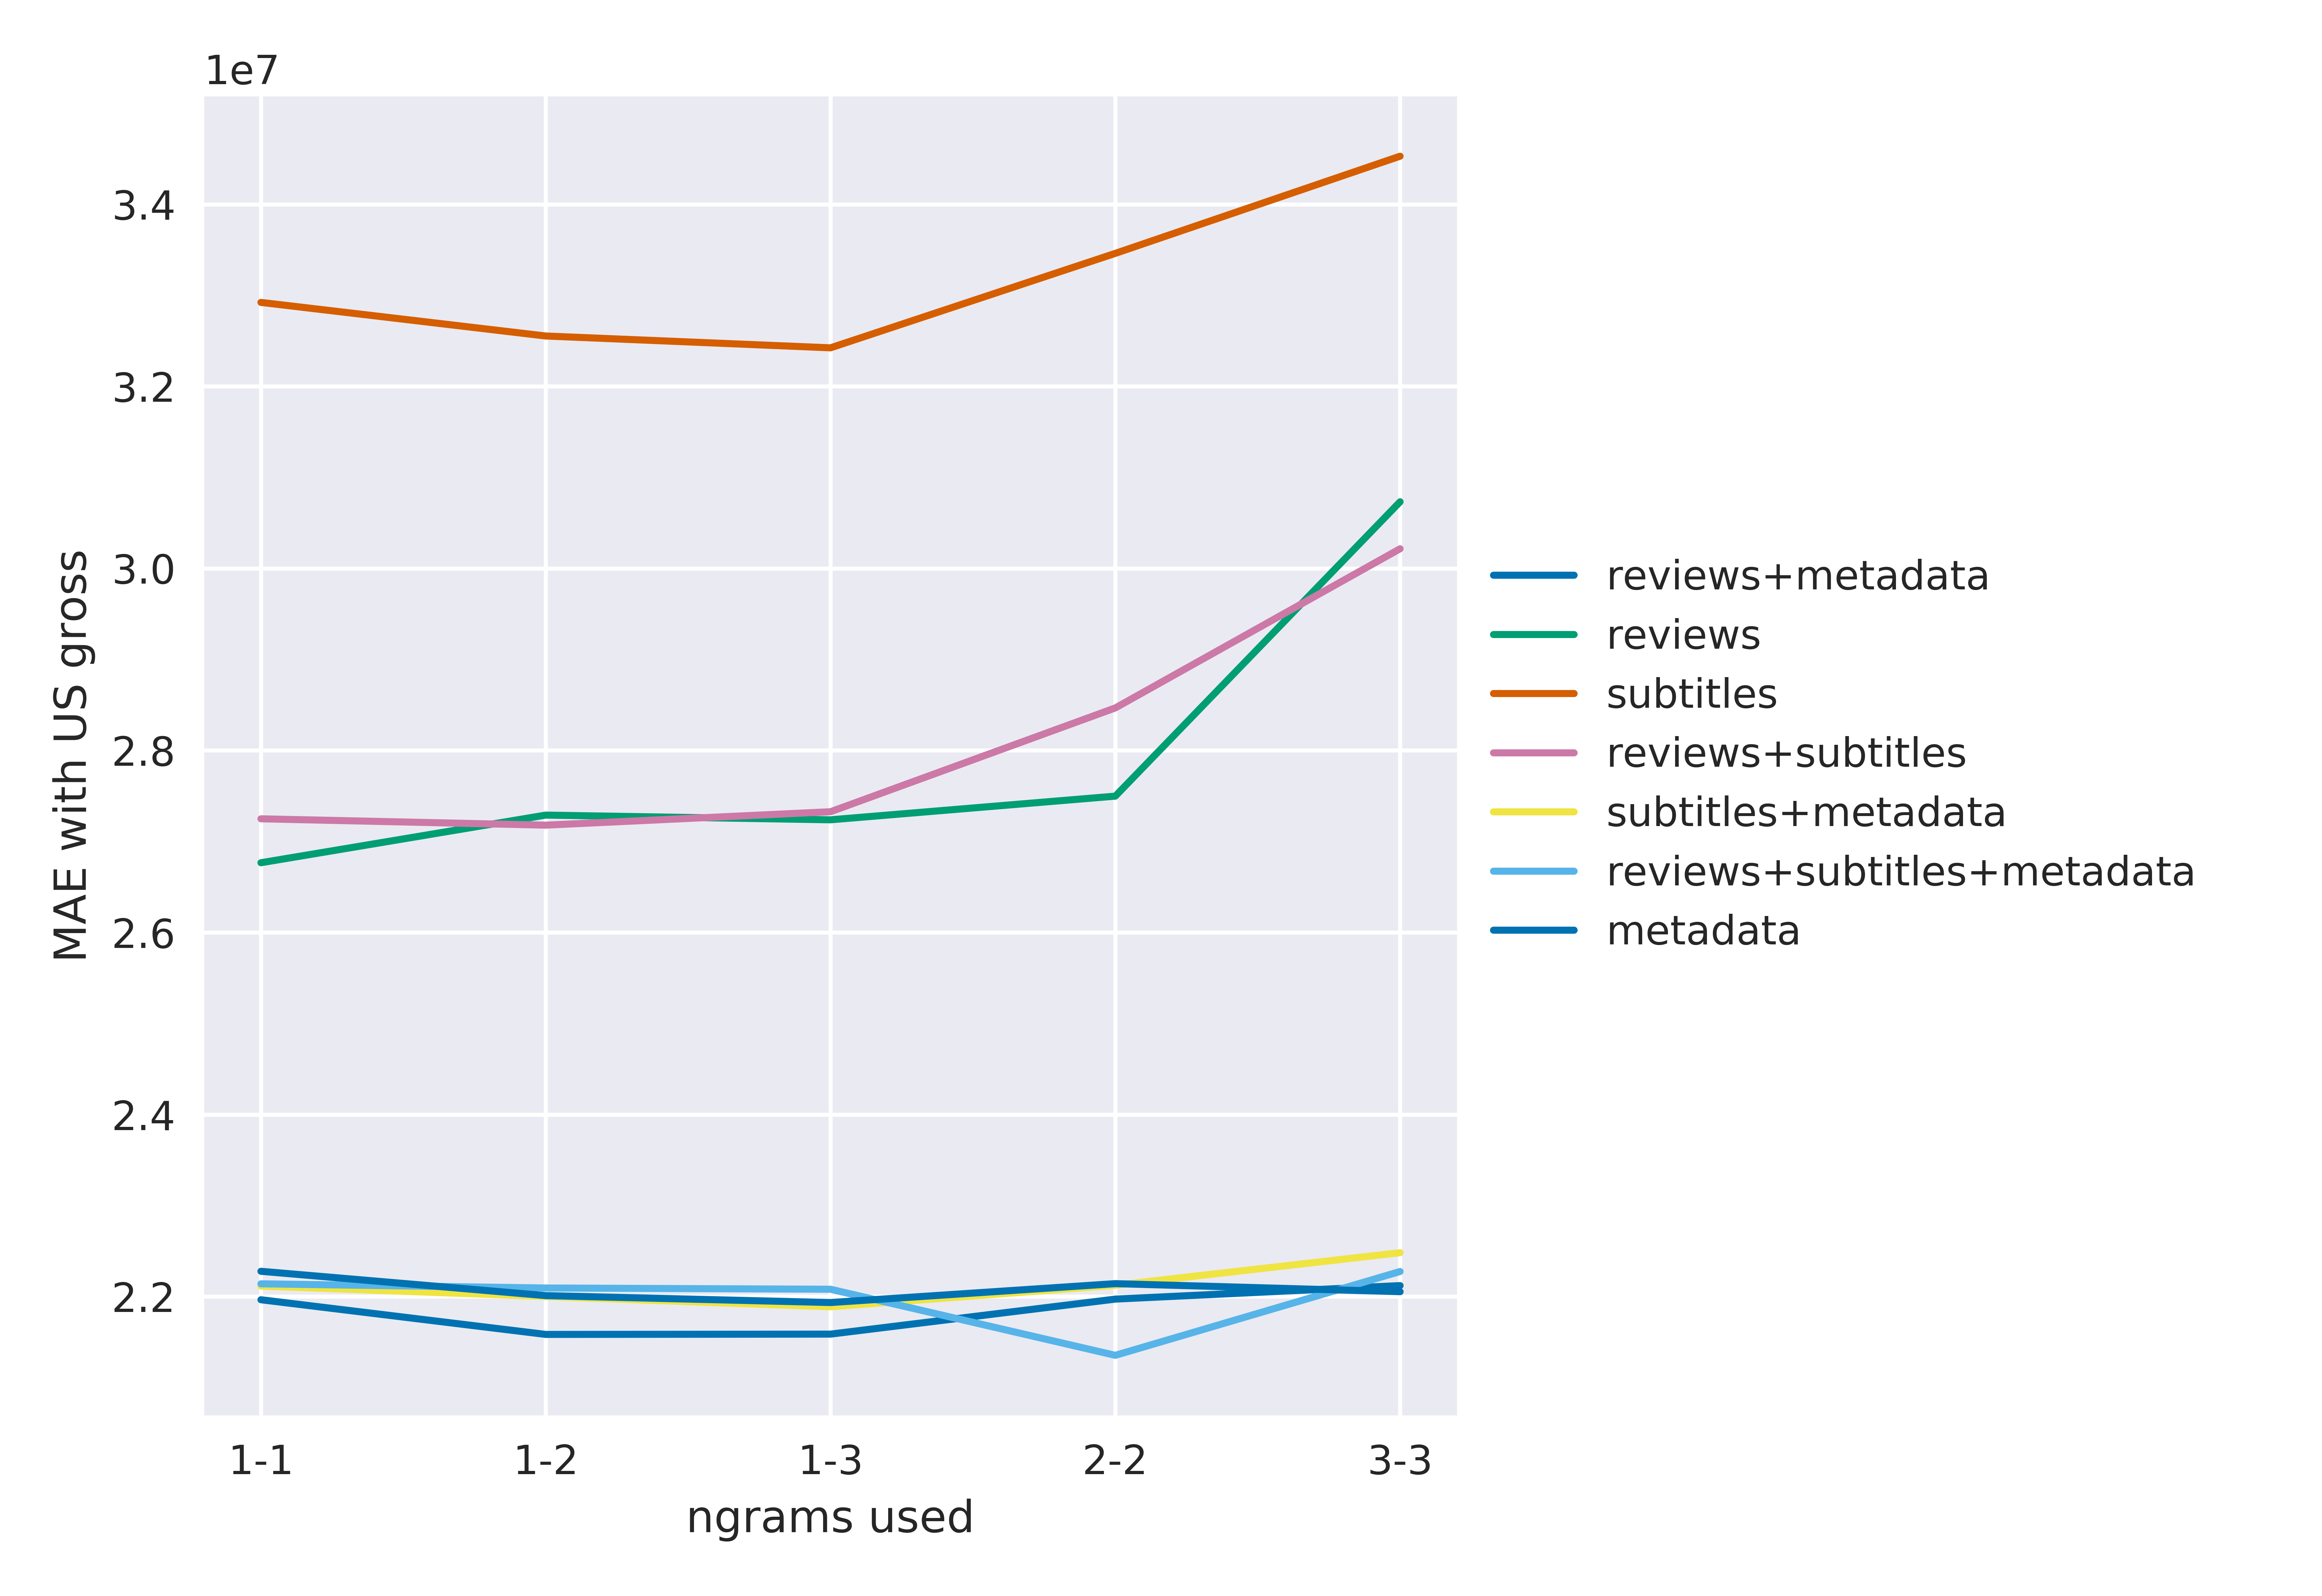 1e7
3.4
3.2
3.0
2.8
2.6
2.4
2.2
MAE with US gross
1-1 1-2 1-3 2-2 3-3
ngrams used
reviews+metadata
reviews
subtitles
reviews+subtitles
subtitles+metadata
reviews+subtitles+metadata
metadata